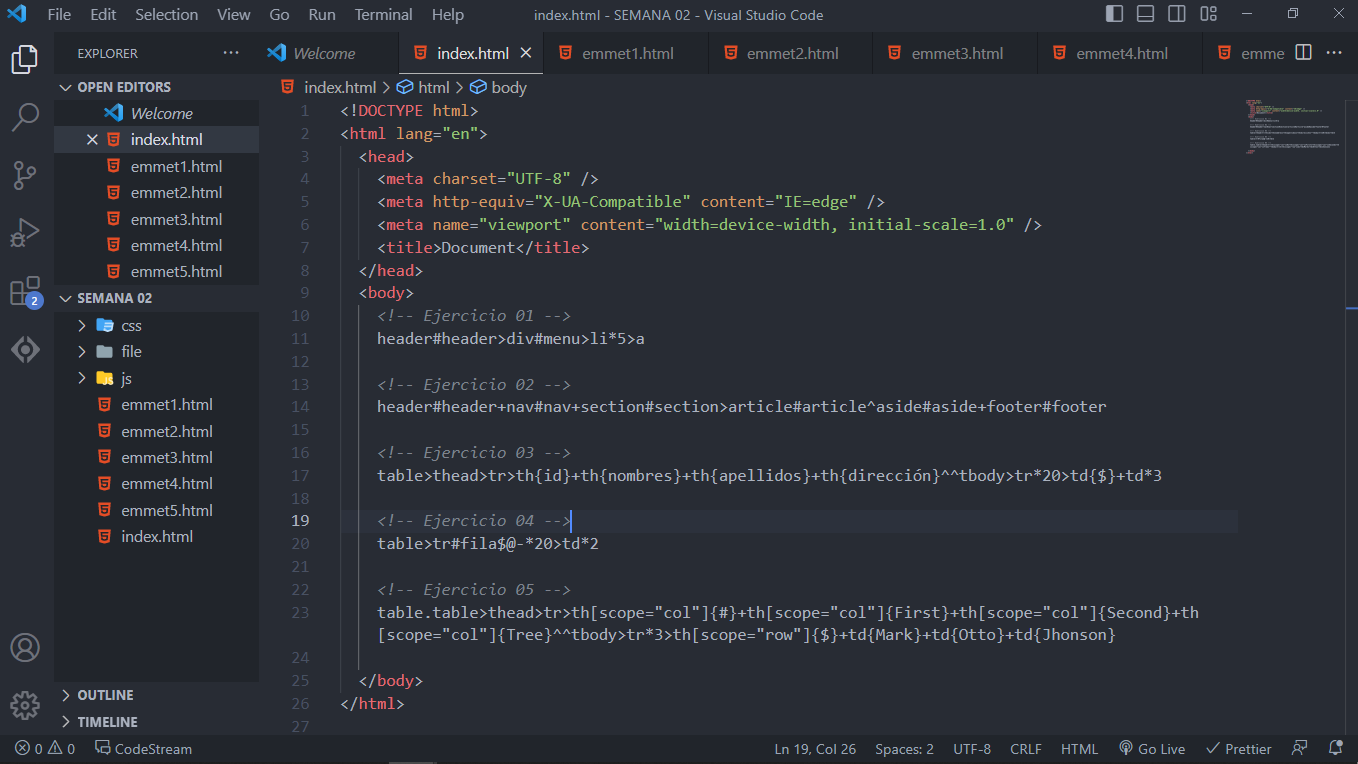 File Edit Selection View Go Run Terminal Help index.html - SEMANA 02 - Visual Studio Code
EXPLORER
Welcome index.html emmet1.html emmet2.html emmet3.html emmet4.html emme
OPEN EDITORS
Welcome
index.html
emmet1.html
emmet2.html
emmet3.html
emmet4.html
emmet5.html
SEMANA 02
css
file
js
emmet1.html
emmet2.html
emmet3.html
emmet4.html
emmet5.html
index.html
OUTLINE
TIMELINE
2
index.html > html > body
1 <!DOCTYPE html>
2 <html lang="en">
3 <head>
4 <meta charset="UTF-8" />
5 <meta http-equiv="X-UA-Compatible" content="IE=edge" />
6 <meta name="viewport" content="width=device-width, initial-scale=1.0" />
7 <title>Document</title>
8 </head>
9 <body>
10 <!-- Ejercicio 01 -->
11 header#header>div#menu>li*5>a
12
13 <!-- Ejercicio 02 -->
14 header#header+nav#nav+section#section>article#article^aside#aside+footer#footer
15
16 <!-- Ejercicio 03 -->
17 table>thead>tr>th{id}+th{nombres}+th{apellidos}+th{dirección}^^tbody>tr*20>td{$}+td*3
18
19 <!-- Ejercicio 04 -->
20 table>tr#fila$@-*20>td*2
21
22 <!-- Ejercicio 05 -->
23 table.table>thead>tr>th[scope="col"]{#}+th[scope="col"]{First}+th[scope="col"]{Second}+th
[scope="col"]{Tree}^^tbody>tr*3>th[scope="row"]{$}+td{Mark}+td{Otto}+td{Jhonson}
24
25 </body>
26 </html>
27
0 0 CodeStream Ln 19, Col 26 Spaces: 2 UTF-8 CRLF HTML Go Live Prettier